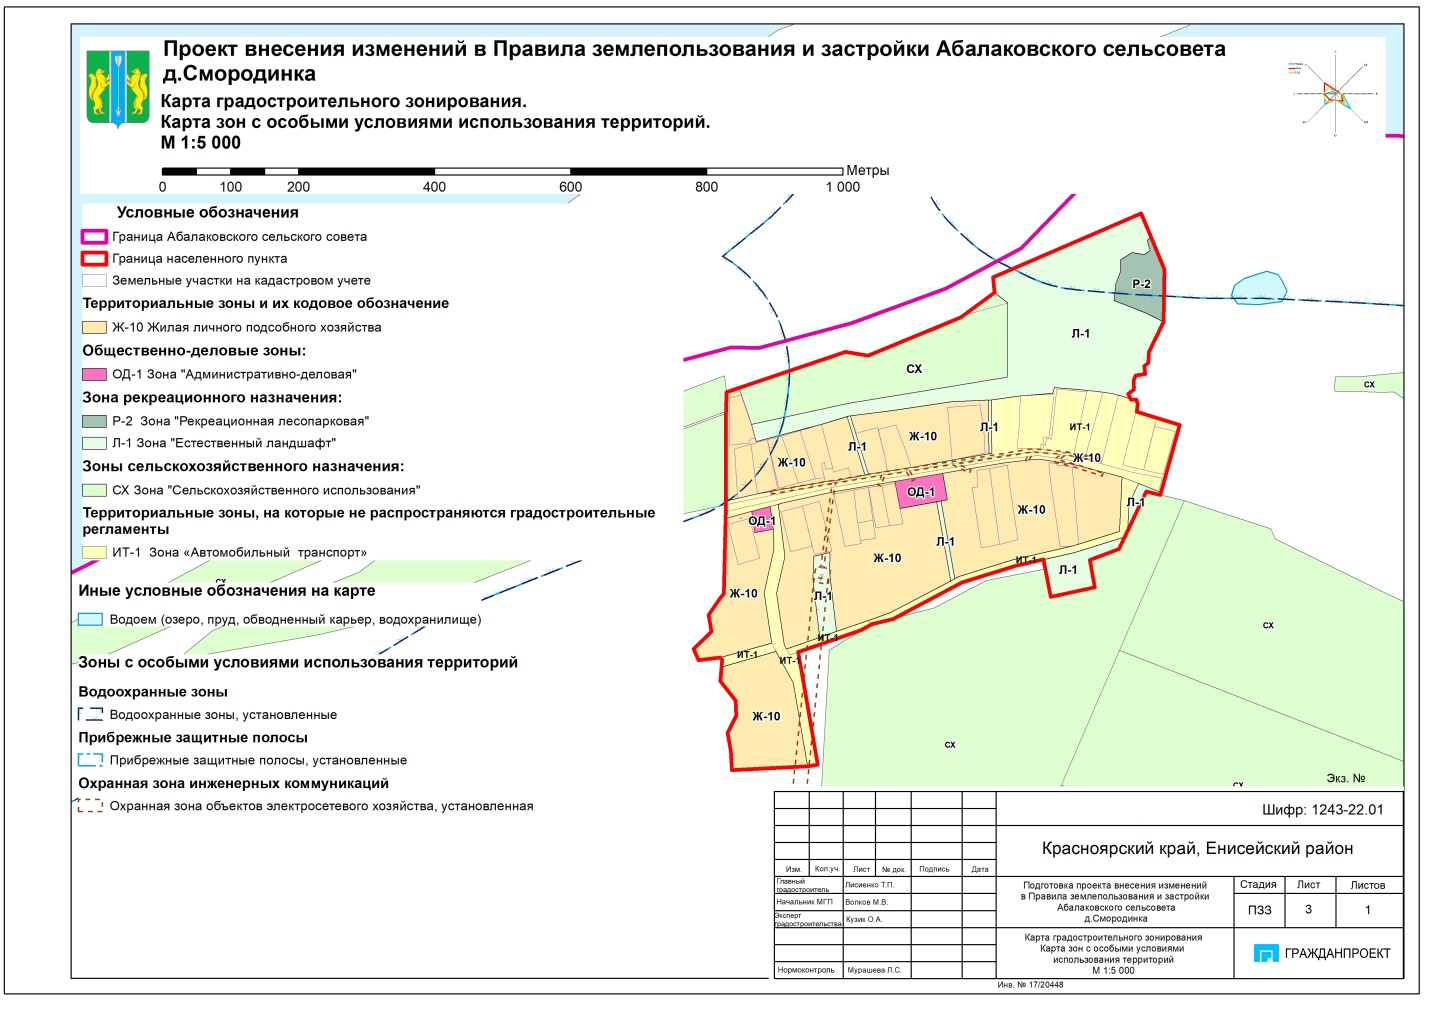 Проект внесения изменений в Правила землепользования и застройки Абалаковского сельсовета
д.Смородинка
Карта градостроительного зонирования.
Карта зон с особыми условиями использования территорий.
М 1:5 000
Метры
0 100 200 400 600 800 1 000
Условные обозначения
Граница Абалаковского сельского совета
Граница населенного пункта
Земельные участки на кадастровом учете
Территориальные зоны и их кодовое обозначение
Ж-10 Жилая личного подсобного хозяйства
Общественно-деловые зоны:
ОД-1 Зона "Административно-деловая"
Зона рекреационного назначения:
Р-2 Зона "Рекреационная лесопарковая"
Л-1 Зона "Естественный ландшафт"
Зоны сельскохозяйственного назначения:
СХ Зона "Сельскохозяйственного использования"
Территориальные зоны, на которые не распространяются градостроительные
регламенты
ИТ-1 Зона «Автомобильный транспорт»
СХ
Иные условные обозначения на карте
Водоем (озеро, пруд, обводненный карьер, водохранилище)
Зоны с особыми условиями использования территорий
Водоохранные зоны
Водоохранные зоны, установленные
Прибрежные защитные полосы
Прибрежные защитные полосы, установленные
Охранная зона инженерных коммуникаций
Охранная зона объектов электросетевого хозяйства, установленная
Р-2
Л-1
СХ
СХ
ИТ-1
Л-1
Ж-10
Л-1
Ж-10
Ж-10
ОД-1
Л-1
Ж-10
ОД-1
Л-1
Ж-10
ИТ-1
Л-1
Ж-10
Л-1
СХ
ИТ-1
ИТ-1
ИТ-1
Ж-10
СХ
СХ
Экз. №
Шифр: 1243-22.01
Красноярский край, Енисейский район
Изм. Кол.уч. Лист № док. Подпись Дата
Главный
градостроитель
Лисиенко Т.П.
Начальник МГП Волков М.В.
Эксперт
градостроительства
Кузик О.А.
Нормоконтроль Мурашева Л.С.
Подготовка проекта внесения изменений
в Правила землепользования и застройки
Абалаковского сельсовета
д.Смородинка
Стадия Лист Листов
ПЗЗ 3 1
Карта градостроительного зонирования
Карта зон с особыми условиями
использования территорий
М 1:5 000
ГРАЖДАНПРОЕКТ
Инв. № 17/20448